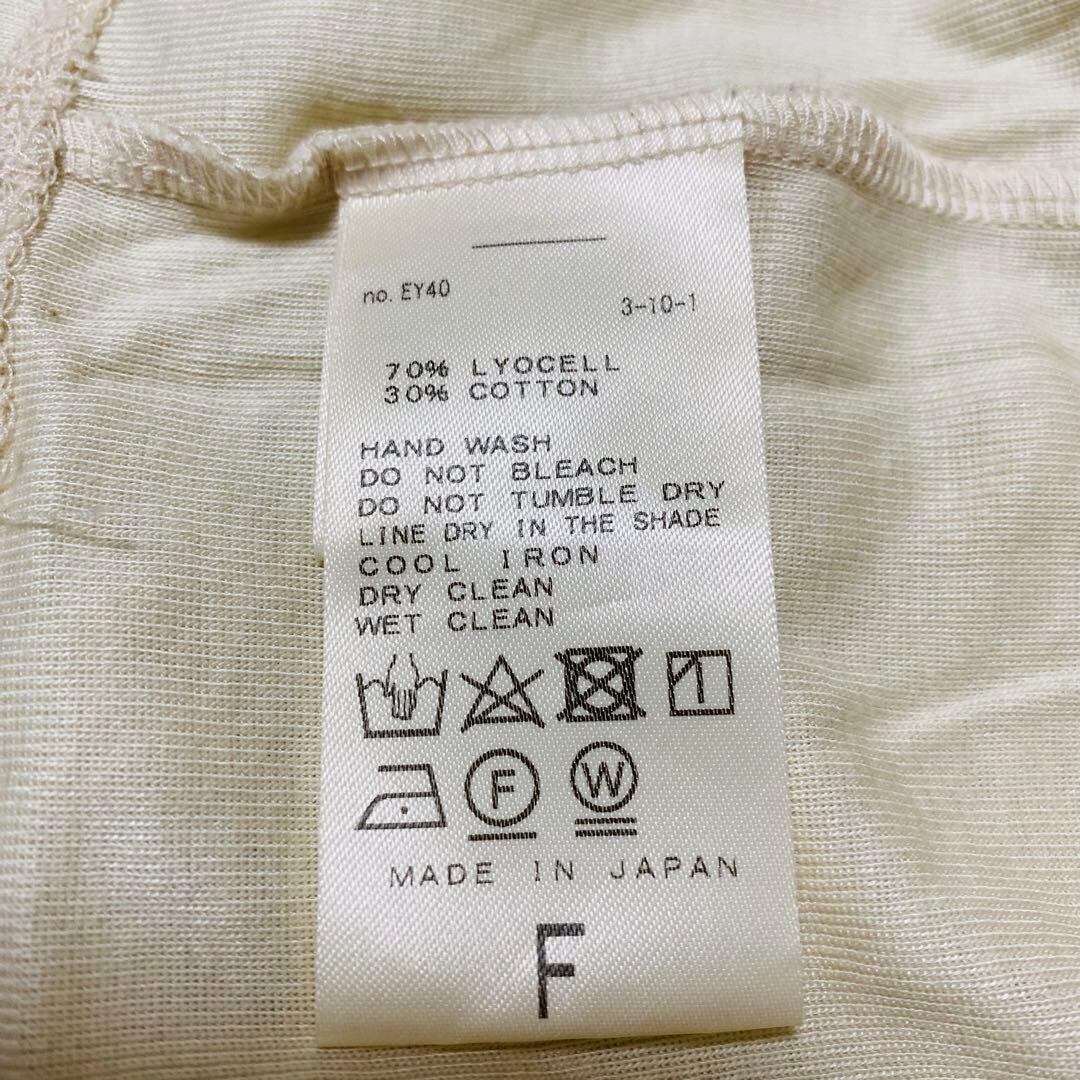 no. EY40
3-10-1
70% LYOCELL
30% COTTON
HAND WASH
DO NOT BLEACH
DO NOT TUMBLE DRY
LINE DRY IN THE SHADE
COOL IRON
DRY CLEAN
WET CLEAN
F W
MADE IN JAPAN
F